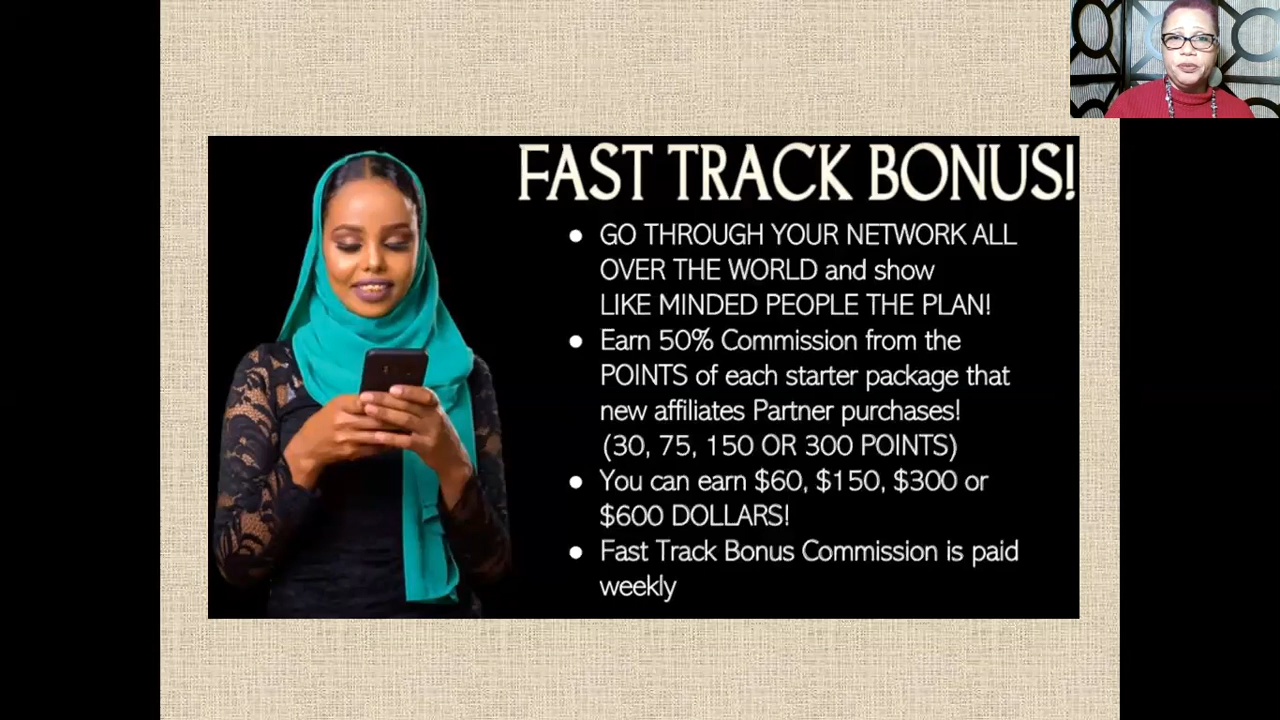 FAST TRACK BONUS!
● GO THROUGH YOUR NETWORK ALL
OVER THE WORLD and show
LIKE MINDED PEOPLE THE PLAN!
● Earn 50% Commission from the
POINTS of each starter package that
new affiliates Partner purchases!
(30, 75, 150 OR 300 POINTS)
● You can earn $60, $150, $300 or
$600 DOLLARS!
● Fast Track Bonus Commission is paid
weekly